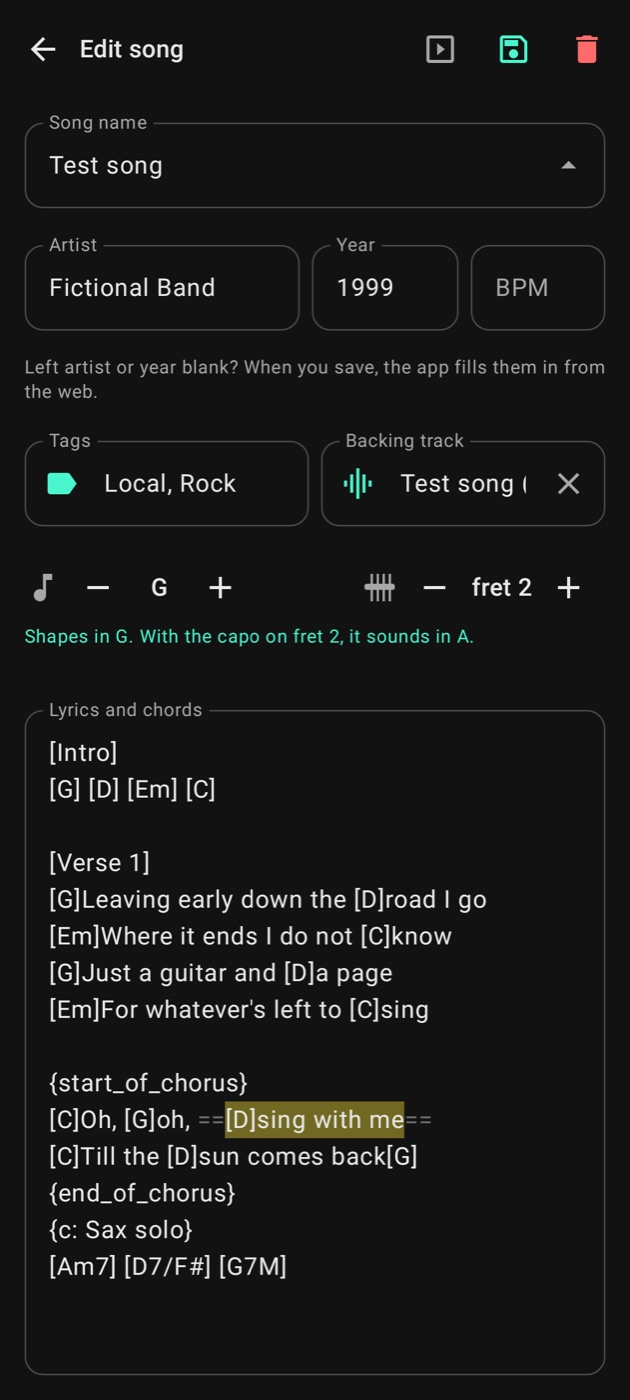 Edit song
Song name
Test song
Artist
Fictional Band
Year
1999
BPM
Left artist or year blank? When you save, the app fills them in from
the web.
Tags
Local, Rock
Backing track
Test song (
G
fret 2
Shapes in G. With the capo on fret 2, it sounds in A.
Lyrics and chords
[Intro]
[G] [D] [Em] [C]

[Verse 1]
[G]Leaving early down the [D]road I go
[Em]Where it ends I do not [C]know
[G]Just a guitar and [D]a page
[Em]For whatever's left to [C]sing

{start_of_chorus}
[C]Oh, [G]oh, ==[D]sing with me==
[C]Till the [D]sun comes back[G]
{end_of_chorus}
{c: Sax solo}
[Am7] [D7/F#] [G7M]